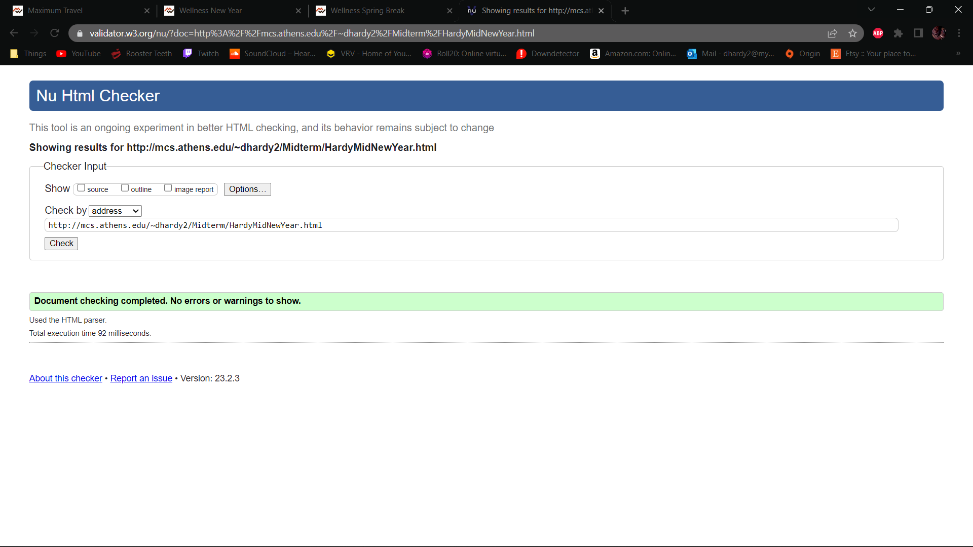 Maximum Travel
Wellness New Year
Wellness Spring Break
Showing results for http://mcs.at
validator.w3.org/nu/?doc=http%3A%2F%2Fmcs.athens.edu%2F~dhardy2%2FMidterm%2FHardyMidNewYear.html
ABP
Things YouTube Rooster Teeth Twitch SoundCloud – Hear... VRV - Home of You... Roll20: Online virtu... Downdetector Amazon.com: Onlin... Mail - dhardy2@my... Origin Etsy :: Your place to... »
Nu Html Checker
This tool is an ongoing experiment in better HTML checking, and its behavior remains subject to change
Showing results for http://mcs.athens.edu/~dhardy2/Midterm/HardyMidNewYear.html
Checker Input
Show source outline image report Options...
Check by address
http://mcs.athens.edu/~dhardy2/Midterm/HardyMidNewYear.html
Check
Document checking completed. No errors or warnings to show.
Used the HTML parser.
Total execution time 92 milliseconds.
About this checker • Report an issue • Version: 23.2.3